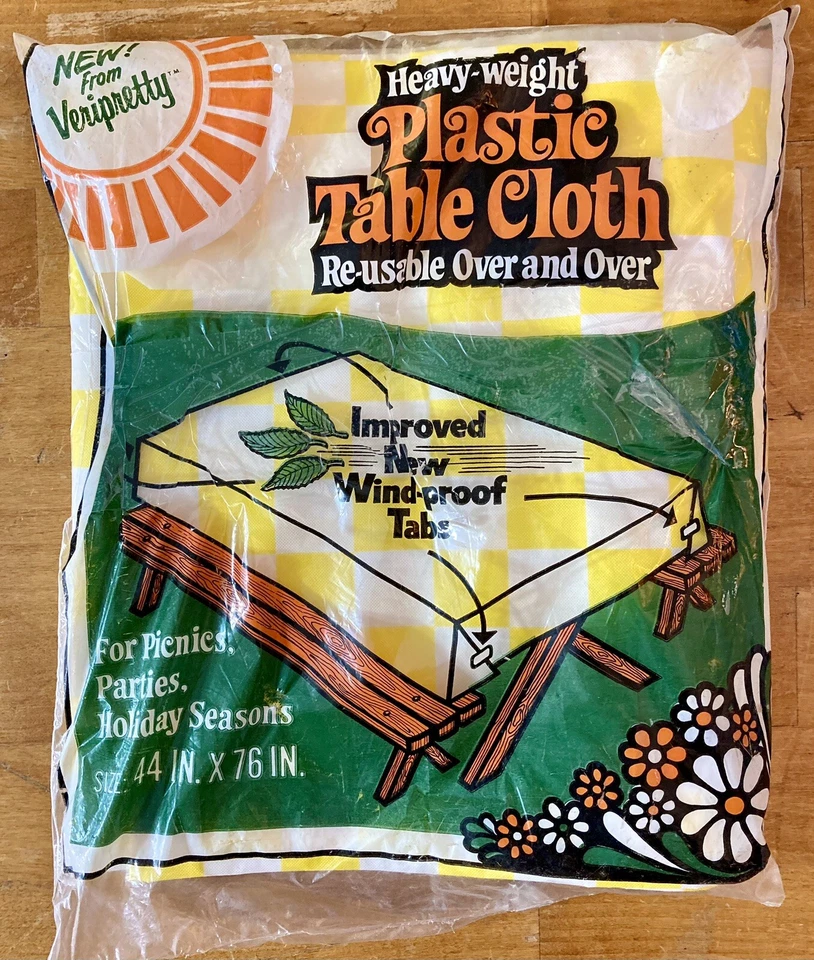 NEW!
from
Veripretty™
Heavy-weight
Plastic
Table Cloth
Re-usable Over and Over
Improved
New
Wind-proof
Tabs
For Picnics,
Parties,
Holiday Seasons
SIZE: 44 IN. X 76 IN.